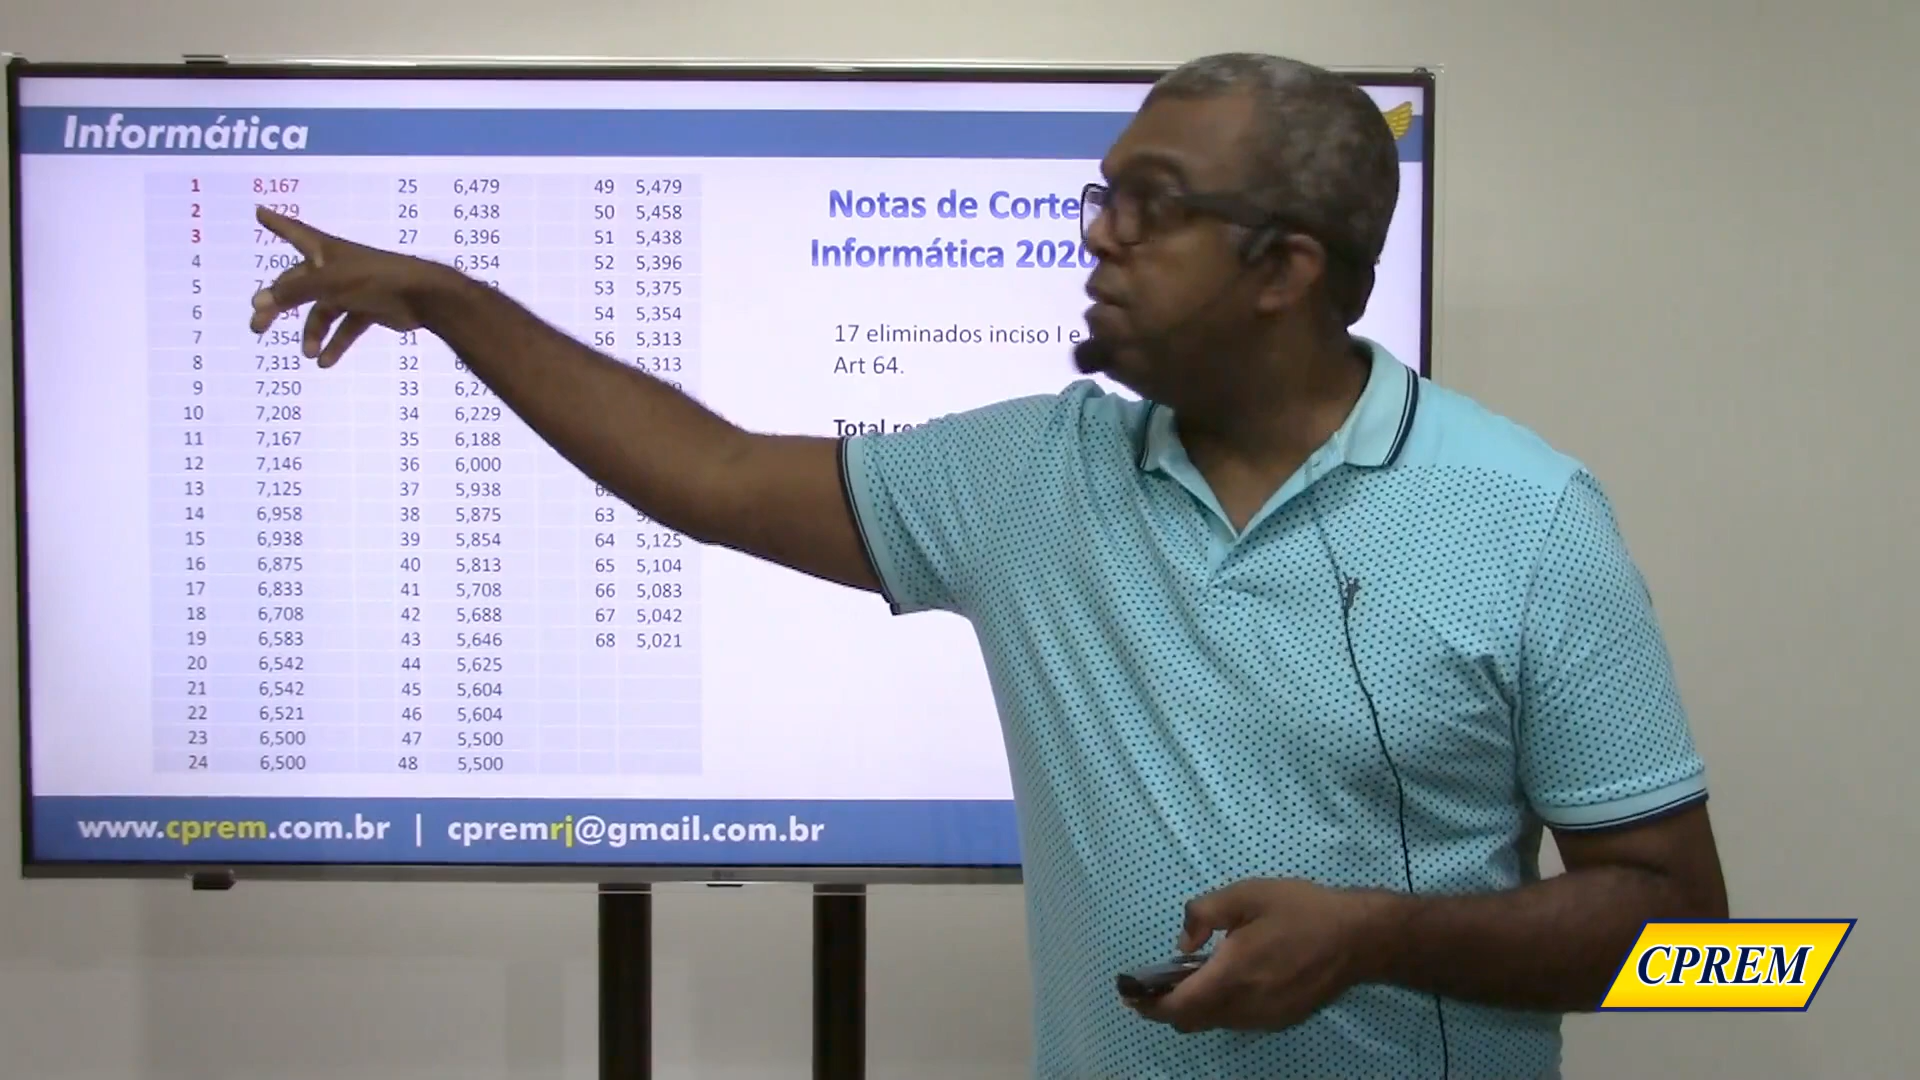 Informática
1 8,167 25 6,479 49 5,479
2 26 6,438 50 5,458
3 27 6,396 51 5,438
4 7,604 6,354 52 5,396
5 53 5,375
6 54 5,354
7 7,354 31 56 5,313
8 7,313 32 5,313
9 7,250 33
10 7,208 34 6,229
11 7,167 35 6,188
12 7,146 36 6,000
13 7,125 37 5,938
14 6,958 38 5,875 63
15 6,938 39 5,854 64 5,125
16 6,875 40 5,813 65 5,104
17 6,833 41 5,708 66 5,083
18 6,708 42 5,688 67 5,042
19 6,583 43 5,646 68 5,021
20 6,542 44 5,625
21 6,542 45 5,604
22 6,521 46 5,604
23 6,500 47 5,500
24 6,500 48 5,500
Notas de Corte
Informática 2020
17 eliminados inciso I e
Art 64.
Total
www.cprem.com.br | cpremrj@gmail.com.br
CPREM